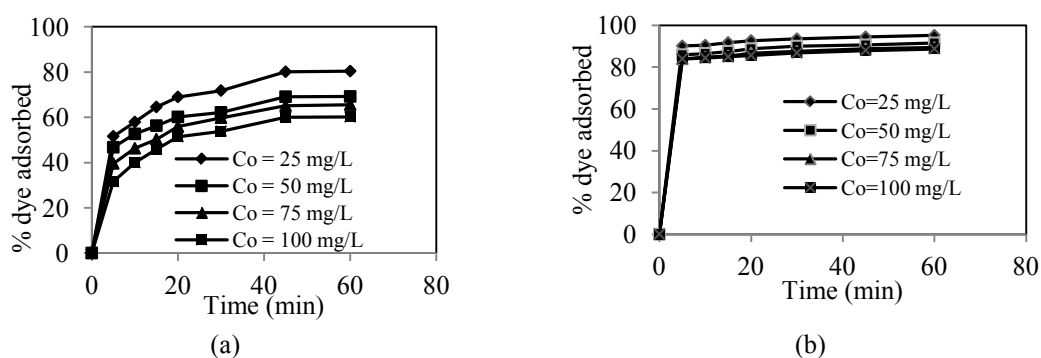 100
80
60
40
20
0
% dye adsorbed
Co = 25 mg/L
Co = 50 mg/L
Co = 75 mg/L
Co = 100 mg/L
0 20 40 60 80
Time (min)
(a)
100
80
60
40
20
0
% dye adsorbed
Co=25 mg/L
Co=50 mg/L
Co=75 mg/L
Co=100 mg/L
0 20 40 60 80
Time (min)
(b)